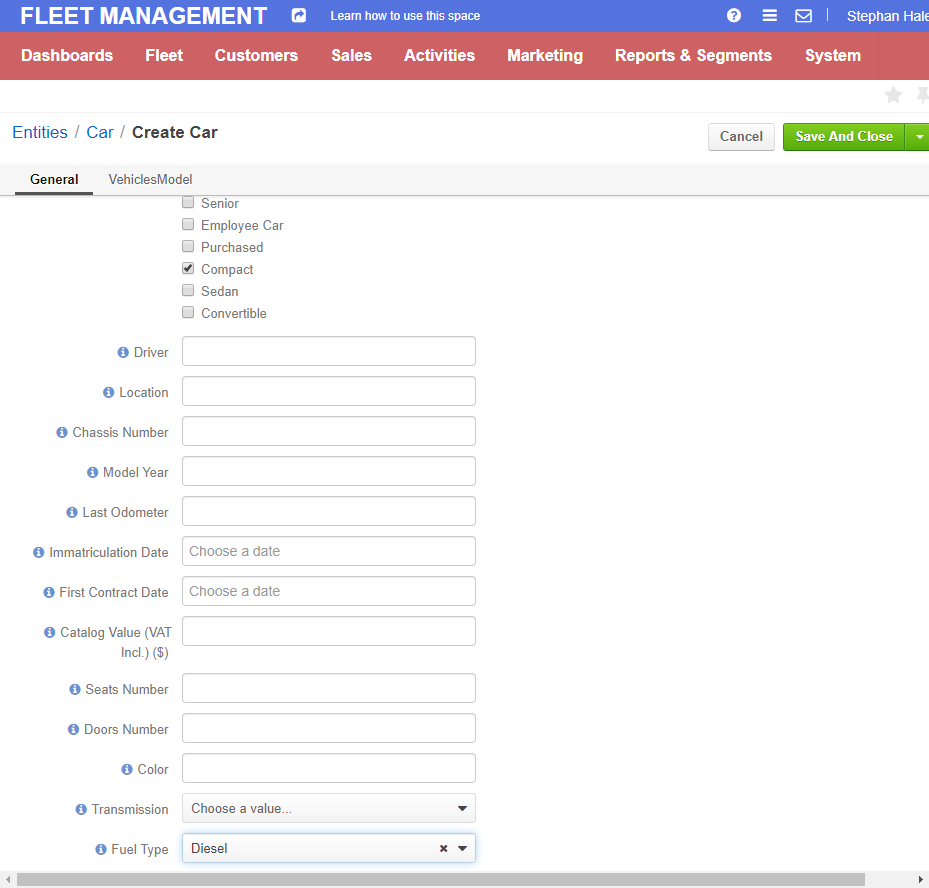 FLEET MANAGEMENT Learn how to use this space Stephan Hale
Dashboards Fleet Customers Sales Activities Marketing Reports & Segments System
Entities / Car / Create Car
Cancel Save And Close
General VehiclesModel
Senior
Employee Car
Purchased
Compact
Sedan
Convertible
Driver
Location
Chassis Number
Model Year
Last Odometer
Immatriculation Date Choose a date
First Contract Date Choose a date
Catalog Value (VAT
Incl.) ($)
Seats Number
Doors Number
Color
Transmission Choose a value...
Fuel Type Diesel